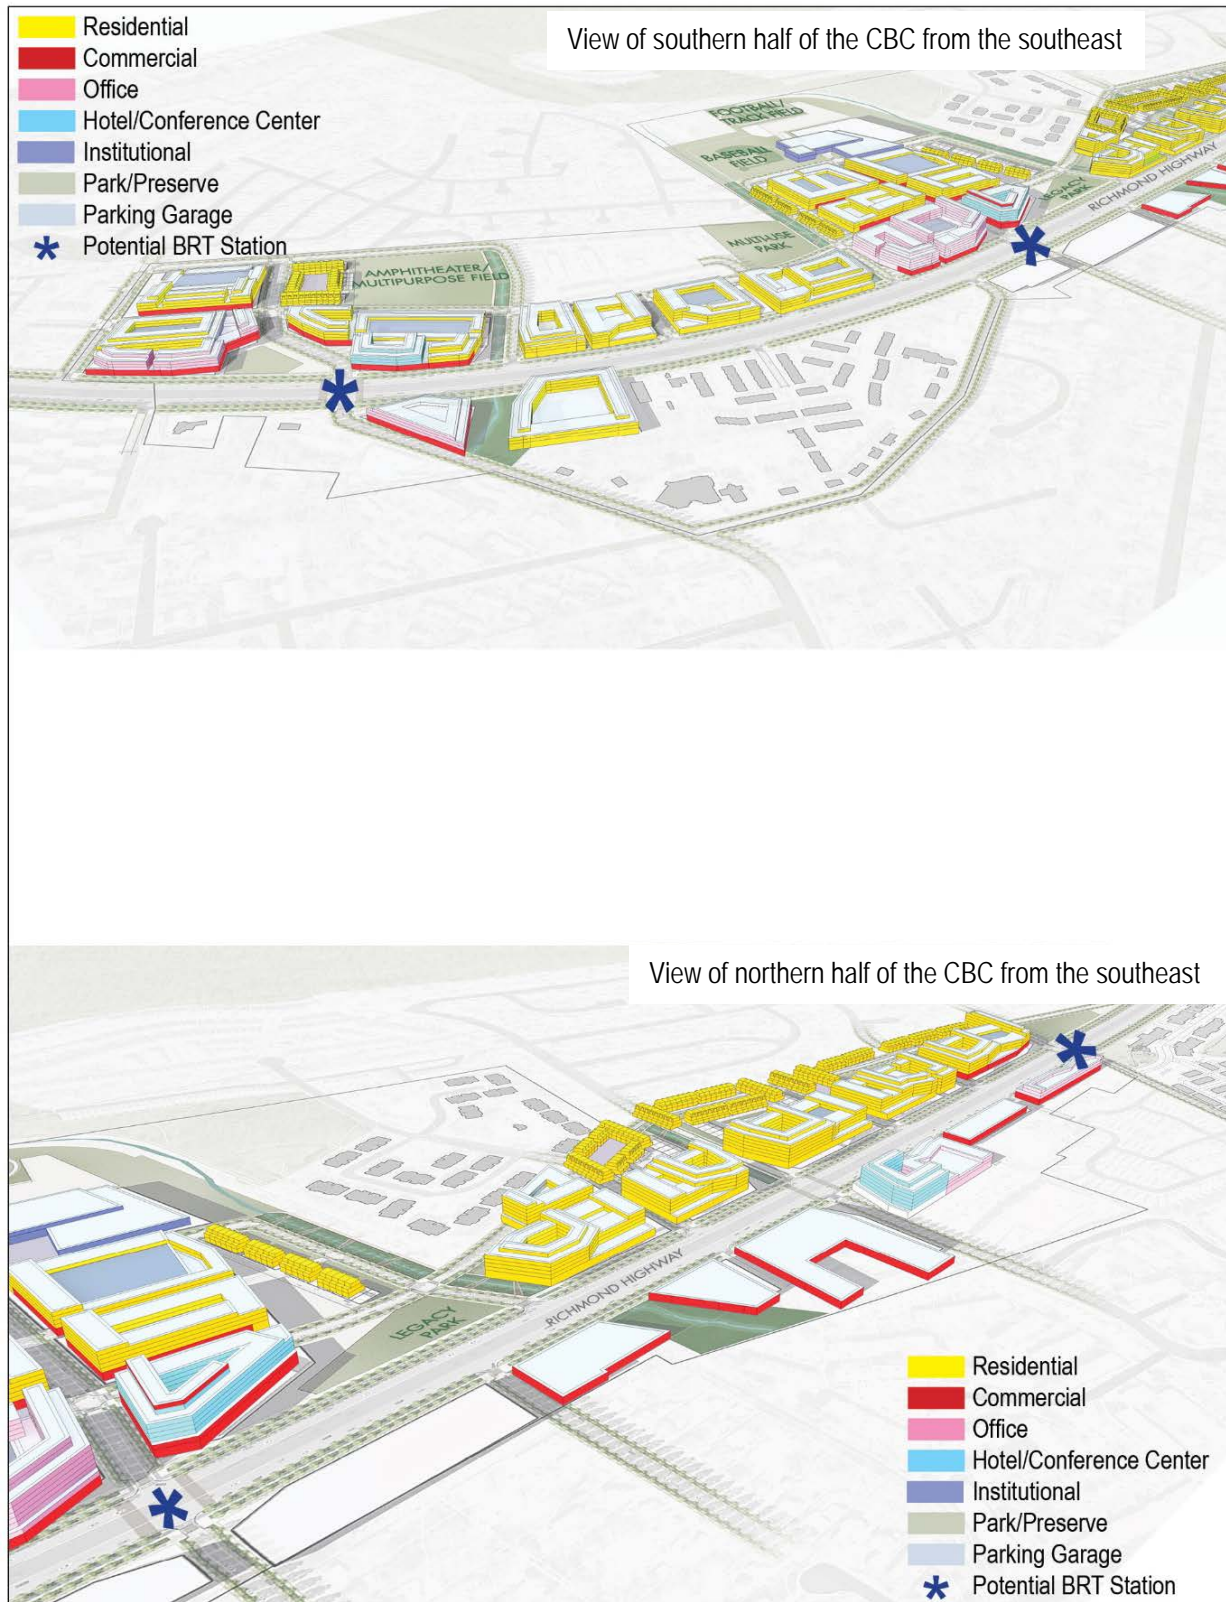 Residential
Commercial
Office
Hotel/Conference Center
Institutional
Park/Preserve
Parking Garage
Potential BRT Station
View of southern half of the CBC from the southeast
FOOTBALL/
TRACK FIELD
BASEBALL
FIELD
LEGACY
PARK
RICHMOND HIGHWAY
MULTI-USE
PARK
AMPHITHEATER/
MULTIPURPOSE FIELD
View of northern half of the CBC from the southeast
RICHMOND HIGHWAY
LEGACY
PARK
Residential
Commercial
Office
Hotel/Conference Center
Institutional
Park/Preserve
Parking Garage
Potential BRT Station